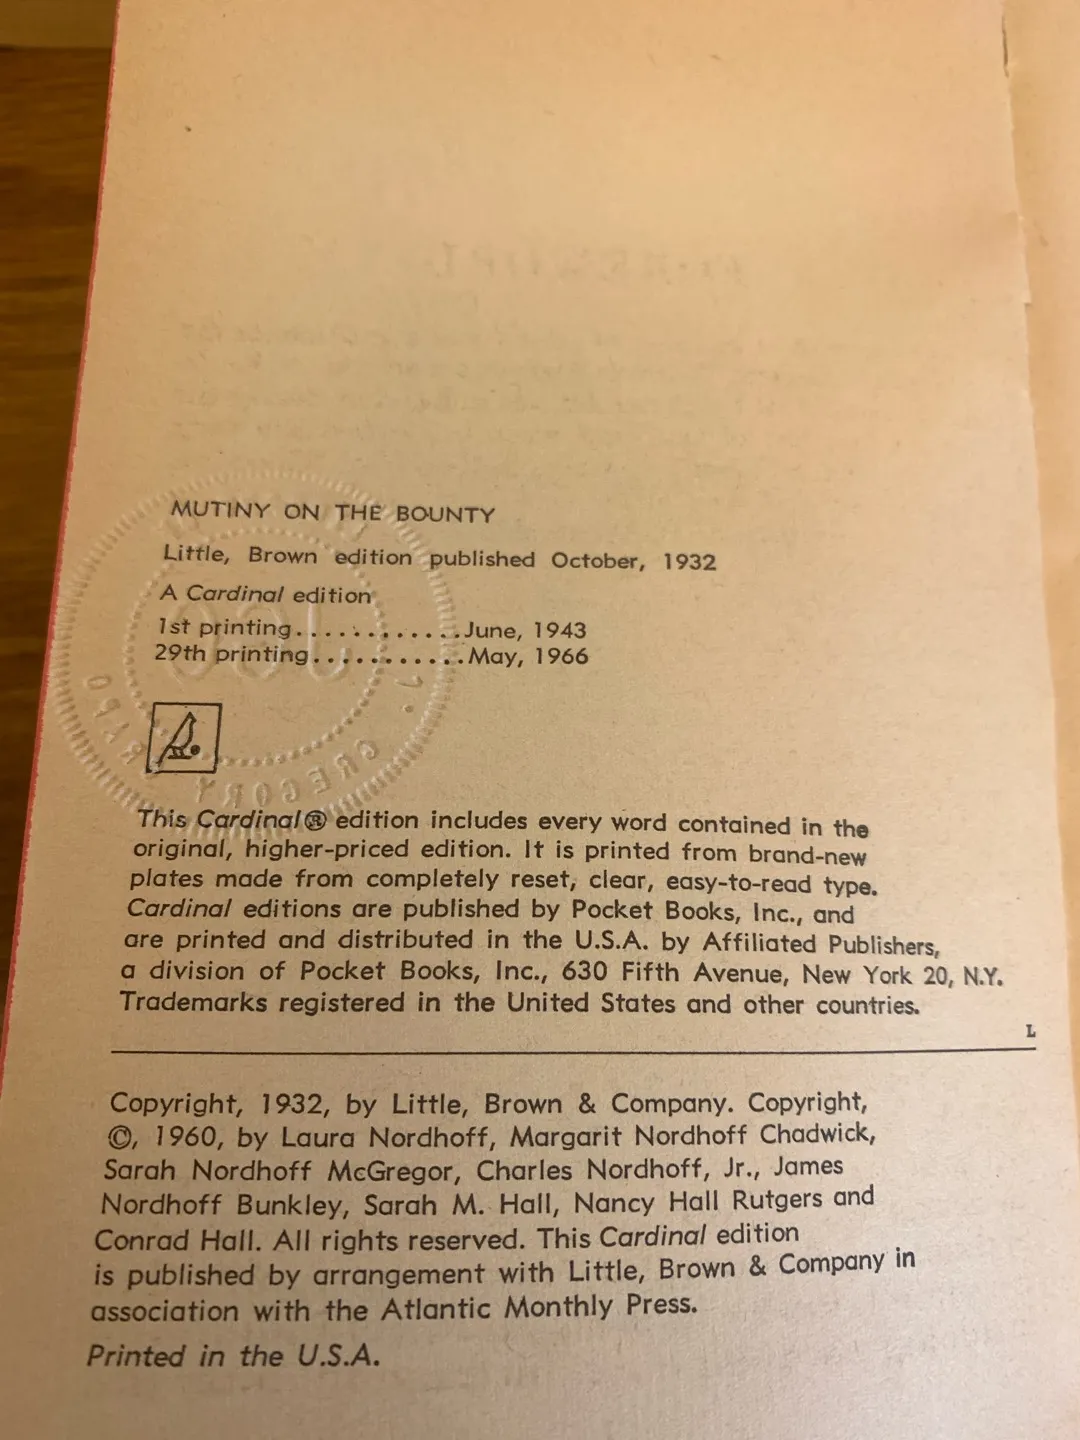 MUTINY ON THE BOUNTY
Little, Brown edition published October, 1932
A Cardinal edition
1st printing............June, 1943
29th printing...........May, 1966
GREGORY
This Cardinal® edition includes every word contained in the
original, higher-priced edition. It is printed from brand-new
plates made from completely reset, clear, easy-to-read type.
Cardinal editions are published by Pocket Books, Inc., and
are printed and distributed in the U.S.A. by Affiliated Publishers,
a division of Pocket Books, Inc., 630 Fifth Avenue, New York 20, N.Y.
Trademarks registered in the United States and other countries.
L
Copyright, 1932, by Little, Brown & Company. Copyright,
©, 1960, by Laura Nordhoff, Margarit Nordhoff Chadwick,
Sarah Nordhoff McGregor, Charles Nordhoff, Jr., James
Nordhoff Bunkley, Sarah M. Hall, Nancy Hall Rutgers and
Conrad Hall. All rights reserved. This Cardinal edition
is published by arrangement with Little, Brown & Company in
association with the Atlantic Monthly Press.
Printed in the U.S.A.